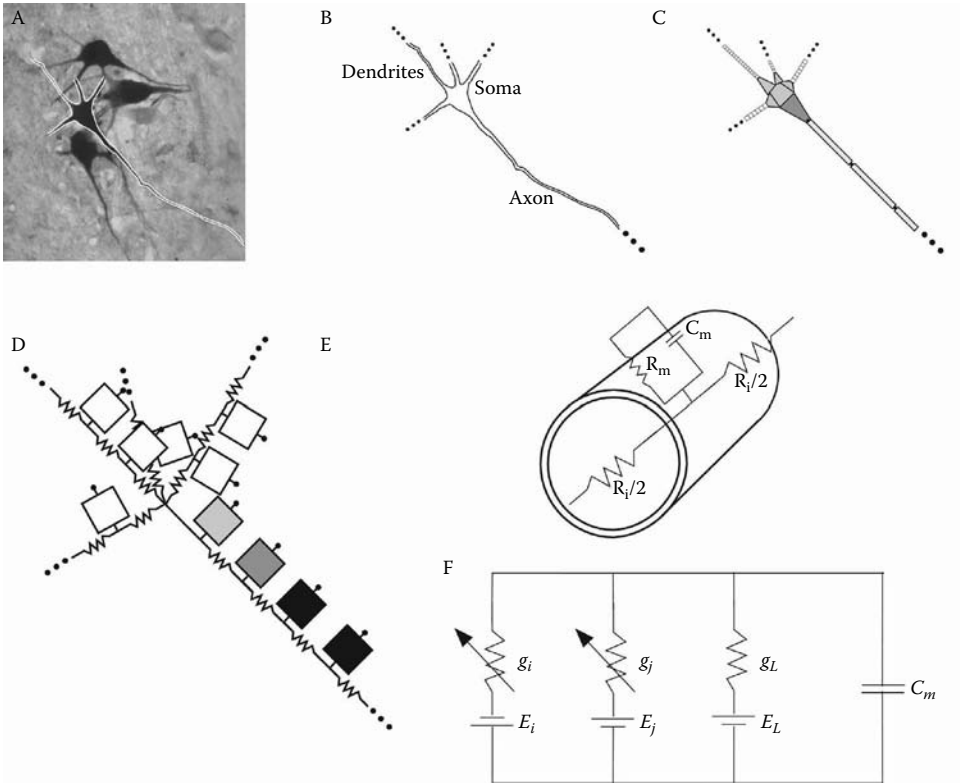 A
B
C
Dendrites
Soma
Axon
D
E
C_m
R_m
R_i/2
R_i/2
F
g_i
g_j
g_L
C_m
E_i
E_j
E_L